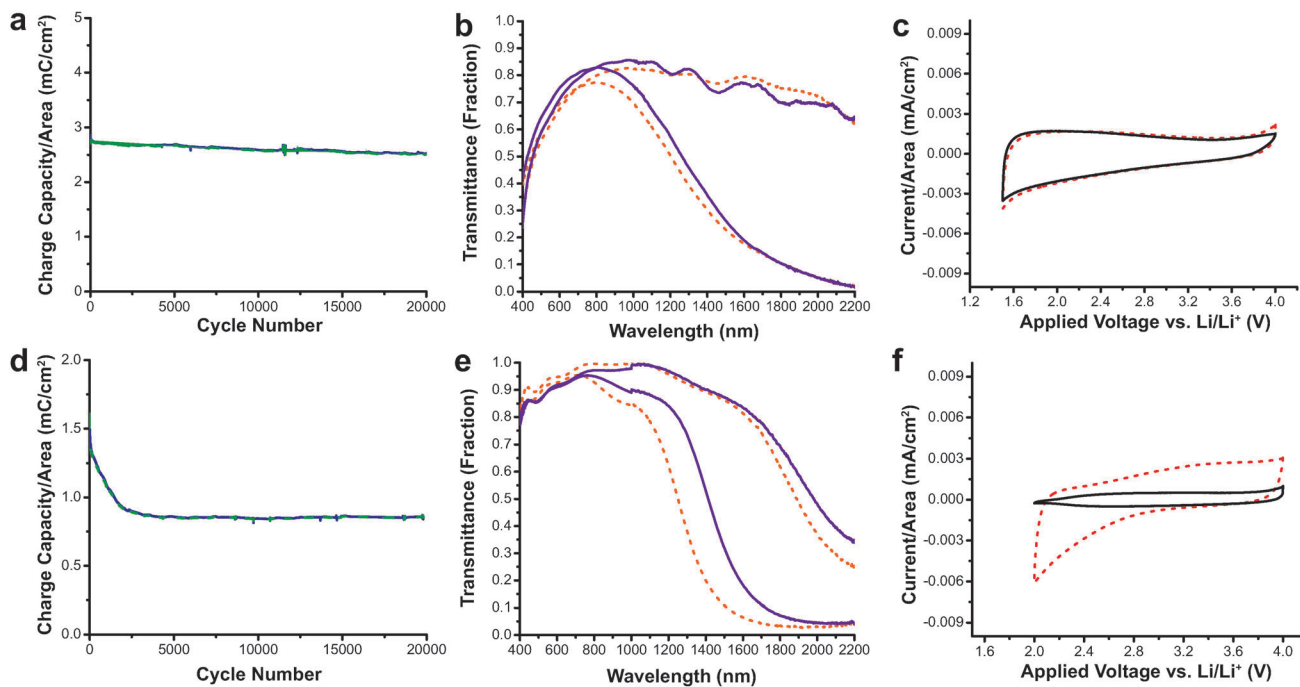 a
Charge Capacity/Area (mC/cm²)
5
4
3
2
1
0
0 5000 10000 15000 20000
Cycle Number
b
Transmittance (Fraction)
1.0
0.9
0.8
0.7
0.6
0.5
0.4
0.3
0.2
0.1
0.0
400 600 800 1000 1200 1400 1600 1800 2000 2200
Wavelength (nm)
c
Current/Area (mA/cm²)
0.009
0.006
0.003
0.000
-0.003
-0.006
-0.009
1.2 1.6 2.0 2.4 2.8 3.2 3.6 4.0
Applied Voltage vs. Li/Li⁺ (V)
d
Charge Capacity/Area (mC/cm²)
2.0
1.5
1.0
0.5
0.0
0 5000 10000 15000 20000
Cycle Number
e
Transmittance (Fraction)
1.0
0.9
0.8
0.7
0.6
0.5
0.4
0.3
0.2
0.1
0.0
400 600 800 1000 1200 1400 1600 1800 2000 2200
Wavelength (nm)
f
Current/Area (mA/cm²)
0.009
0.006
0.003
0.000
-0.003
-0.006
-0.009
1.6 2.0 2.4 2.8 3.2 3.6 4.0
Applied Voltage vs. Li/Li⁺ (V)